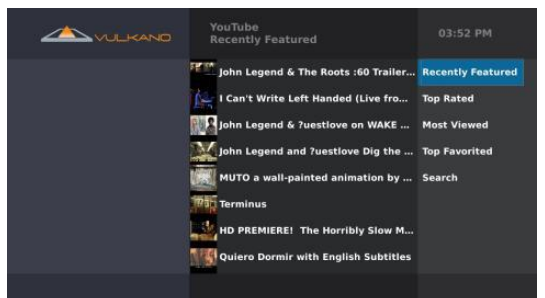 VULKANO
YouTube
Recently Featured
03:52 PM
John Legend & The Roots :60 Trailer...
I Can't Write Left Handed (Live fro...
John Legend & ?uestlove on WAKE ...
John Legend and ?uestlove Dig the ...
MUTO a wall-painted animation by ...
Terminus
HD PREMIERE! The Horribly Slow M...
Quiero Dormir with English Subtitles
Recently Featured
Top Rated
Most Viewed
Top Favorited
Search